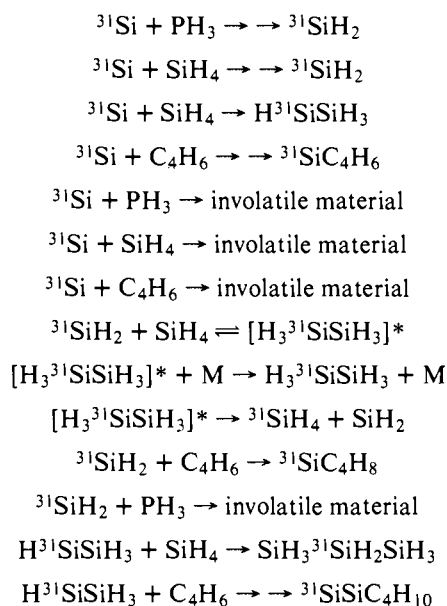 ³¹Si + PH₃ → → ³¹SiH₂
³¹Si + SiH₄ → → ³¹SiH₂
³¹Si + SiH₄ → H³¹SiSiH₃
³¹Si + C₄H₆ → → ³¹SiC₄H₆
³¹Si + PH₃ → involatile material
³¹Si + SiH₄ → involatile material
³¹Si + C₄H₆ → involatile material
³¹SiH₂ + SiH₄ ⇌ [H₃³¹SiSiH₃]*
[H₃³¹SiSiH₃]* + M → H₃³¹SiSiH₃ + M
[H₃³¹SiSiH₃]* → ³¹SiH₄ + SiH₂
³¹SiH₂ + C₄H₆ → ³¹SiC₄H₈
³¹SiH₂ + PH₃ → involatile material
H³¹SiSiH₃ + SiH₄ → SiH₃³¹SiH₂SiH₃
H³¹SiSiH₃ + C₄H₆ → → ³¹SiSiC₄H₁₀